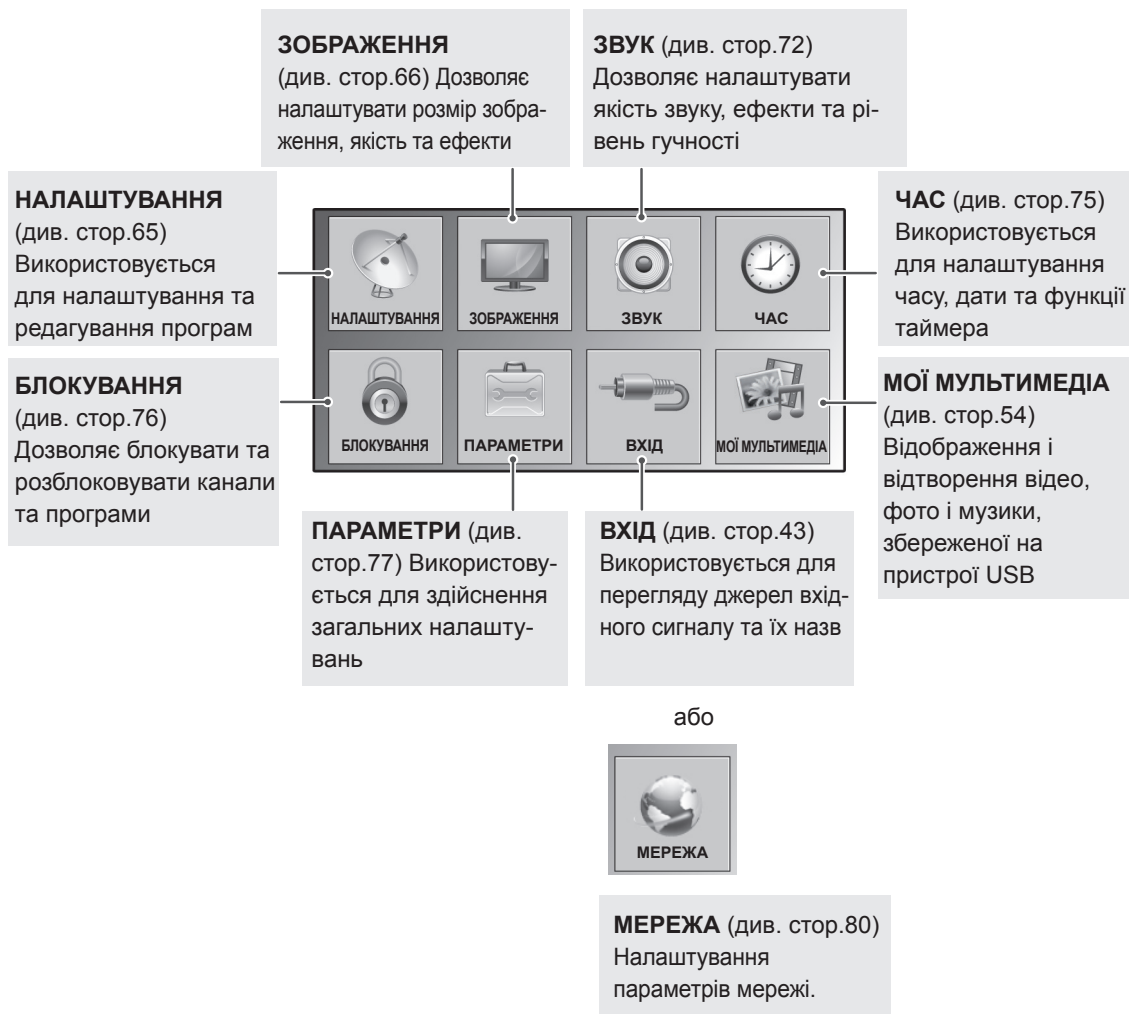 ЗОБРАЖЕННЯ
(див. стор.66) Дозволяє
налаштувати розмір зобра-
ження, якість та ефекти
ЗВУК (див. стор.72)
Дозволяє налаштувати
якість звуку, ефекти та рі-
вень гучності
НАЛАШТУВАННЯ
(див. стор.65)
Використовується
для налаштування та
редагування програм
ЧАС (див. стор.75)
Використовується
для налаштування
часу, дати та функції
таймера
НАЛАШТУВАННЯ
ЗОБРАЖЕННЯ
ЗВУК
ЧАС
БЛОКУВАННЯ
(див. стор.76)
Дозволяє блокувати та
розблоковувати канали
та програми
БЛОКУВАННЯ
ПАРАМЕТРИ
ВХІД
МОЇ МУЛЬТИМЕДІА
МОЇ МУЛЬТИМЕДІА
(див. стор.54)
Відображення і
відтворення відео,
фото і музики,
збереженої на
пристрої USB
ПАРАМЕТРИ (див.
стор.77) Використову-
ється для здійснення
загальних налашту-
вань
ВХІД (див. стор.43)
Використовується для
перегляду джерел вхід-
ного сигналу та їх назв
або
МЕРЕЖА
МЕРЕЖА (див. стор.80)
Налаштування
параметрів мережі.